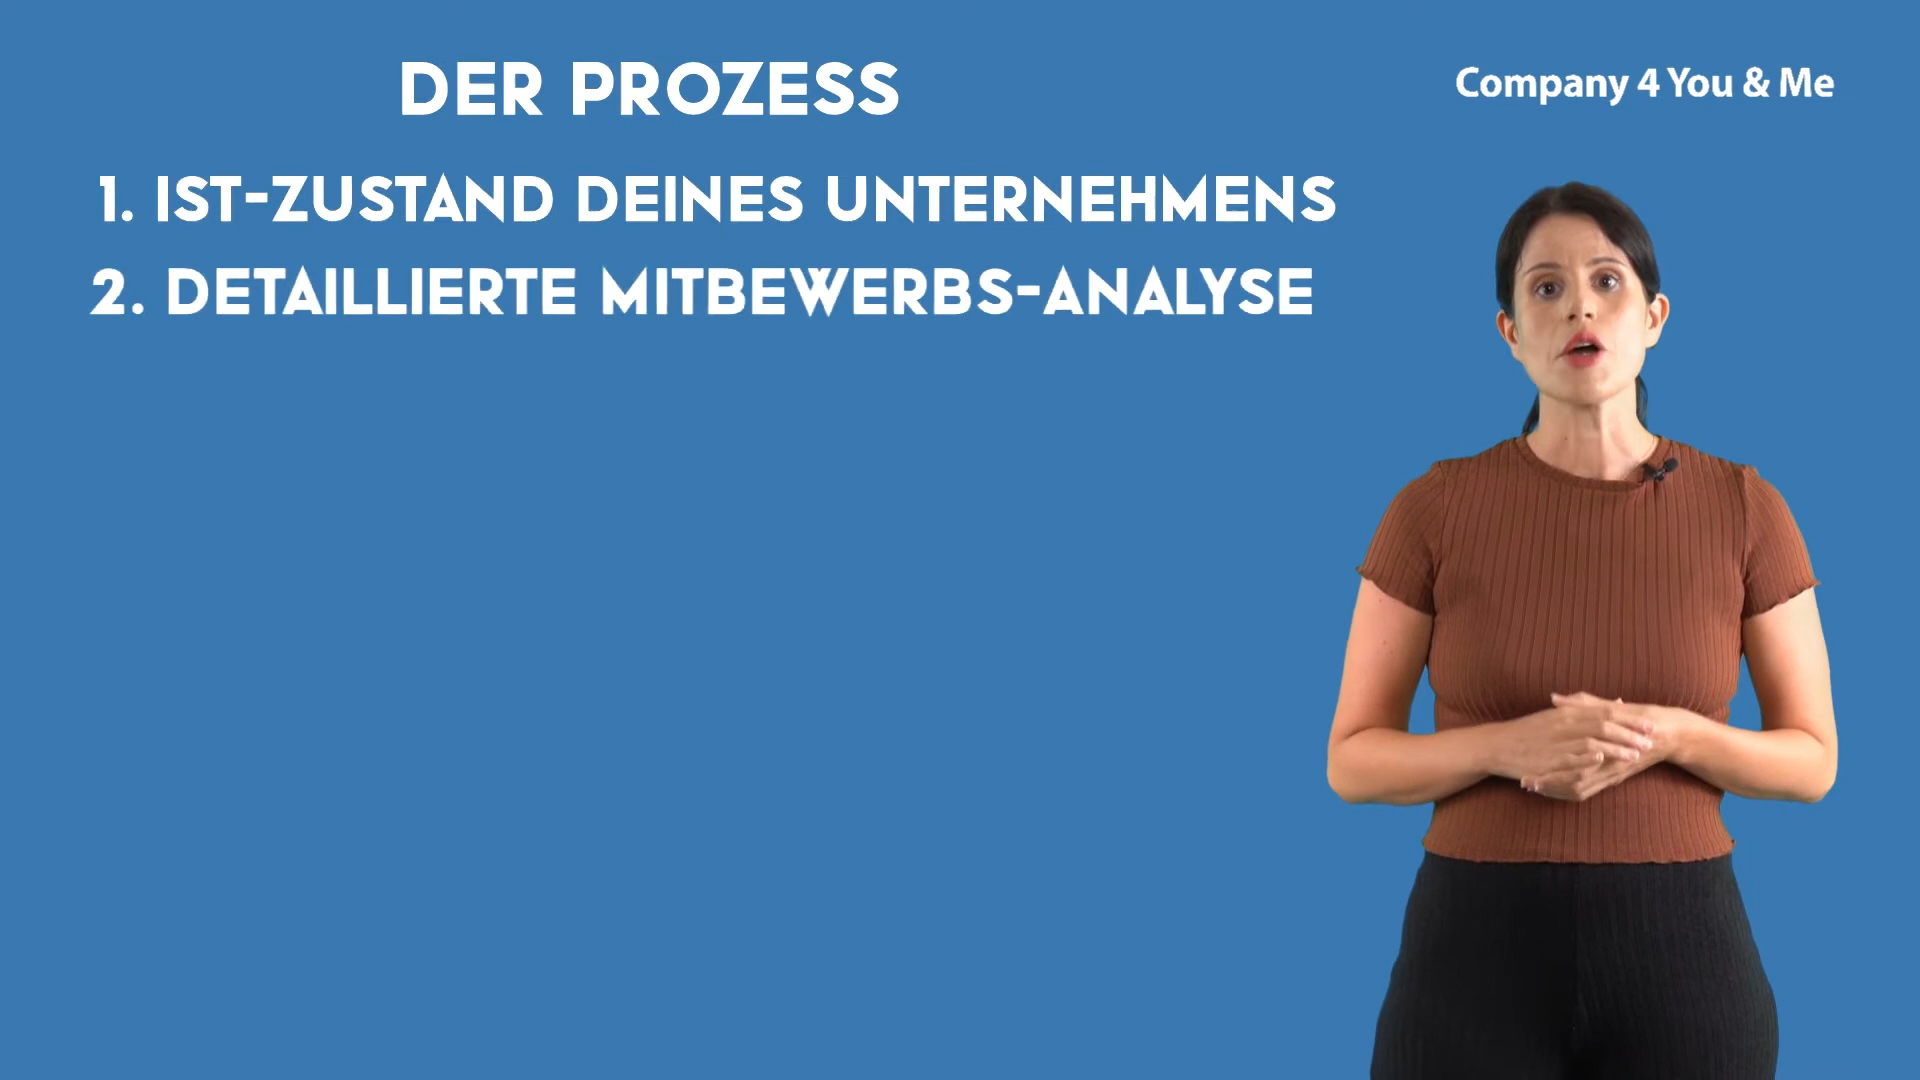 DER PROZESS
Company 4 You & Me
1. IST-ZUSTAND DEINES UNTERNEHMENS
2. DETAILLIERTE MITBEWERBS-ANALYSE